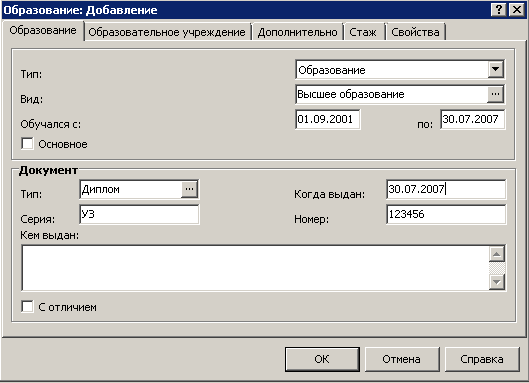 Образование: Добавление
Образование Образовательное учреждение Дополнительно Стаж Свойства
Тип: Образование
Вид: Высшее образование ...
Обучался с: 01.09.2001 по: 30.07.2007
Основное
Документ
Тип: Диплом ... Когда выдан: 30.07.2007
Серия: УЗ Номер: 123456
Кем выдан:
С отличием
OK Отмена Справка